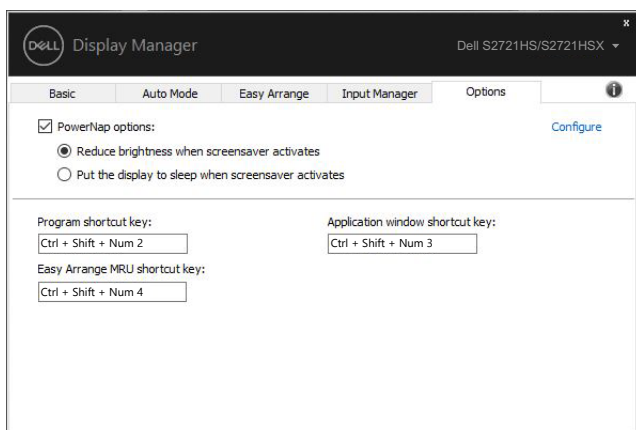 x
DELL Display Manager Dell S2721HS/S2721HSX
Basic Auto Mode Easy Arrange Input Manager Options i
PowerNap options: Configure
Reduce brightness when screensaver activates
Put the display to sleep when screensaver activates
Program shortcut key: Application window shortcut key:
Ctrl + Shift + Num 2 Ctrl + Shift + Num 3
Easy Arrange MRU shortcut key:
Ctrl + Shift + Num 4